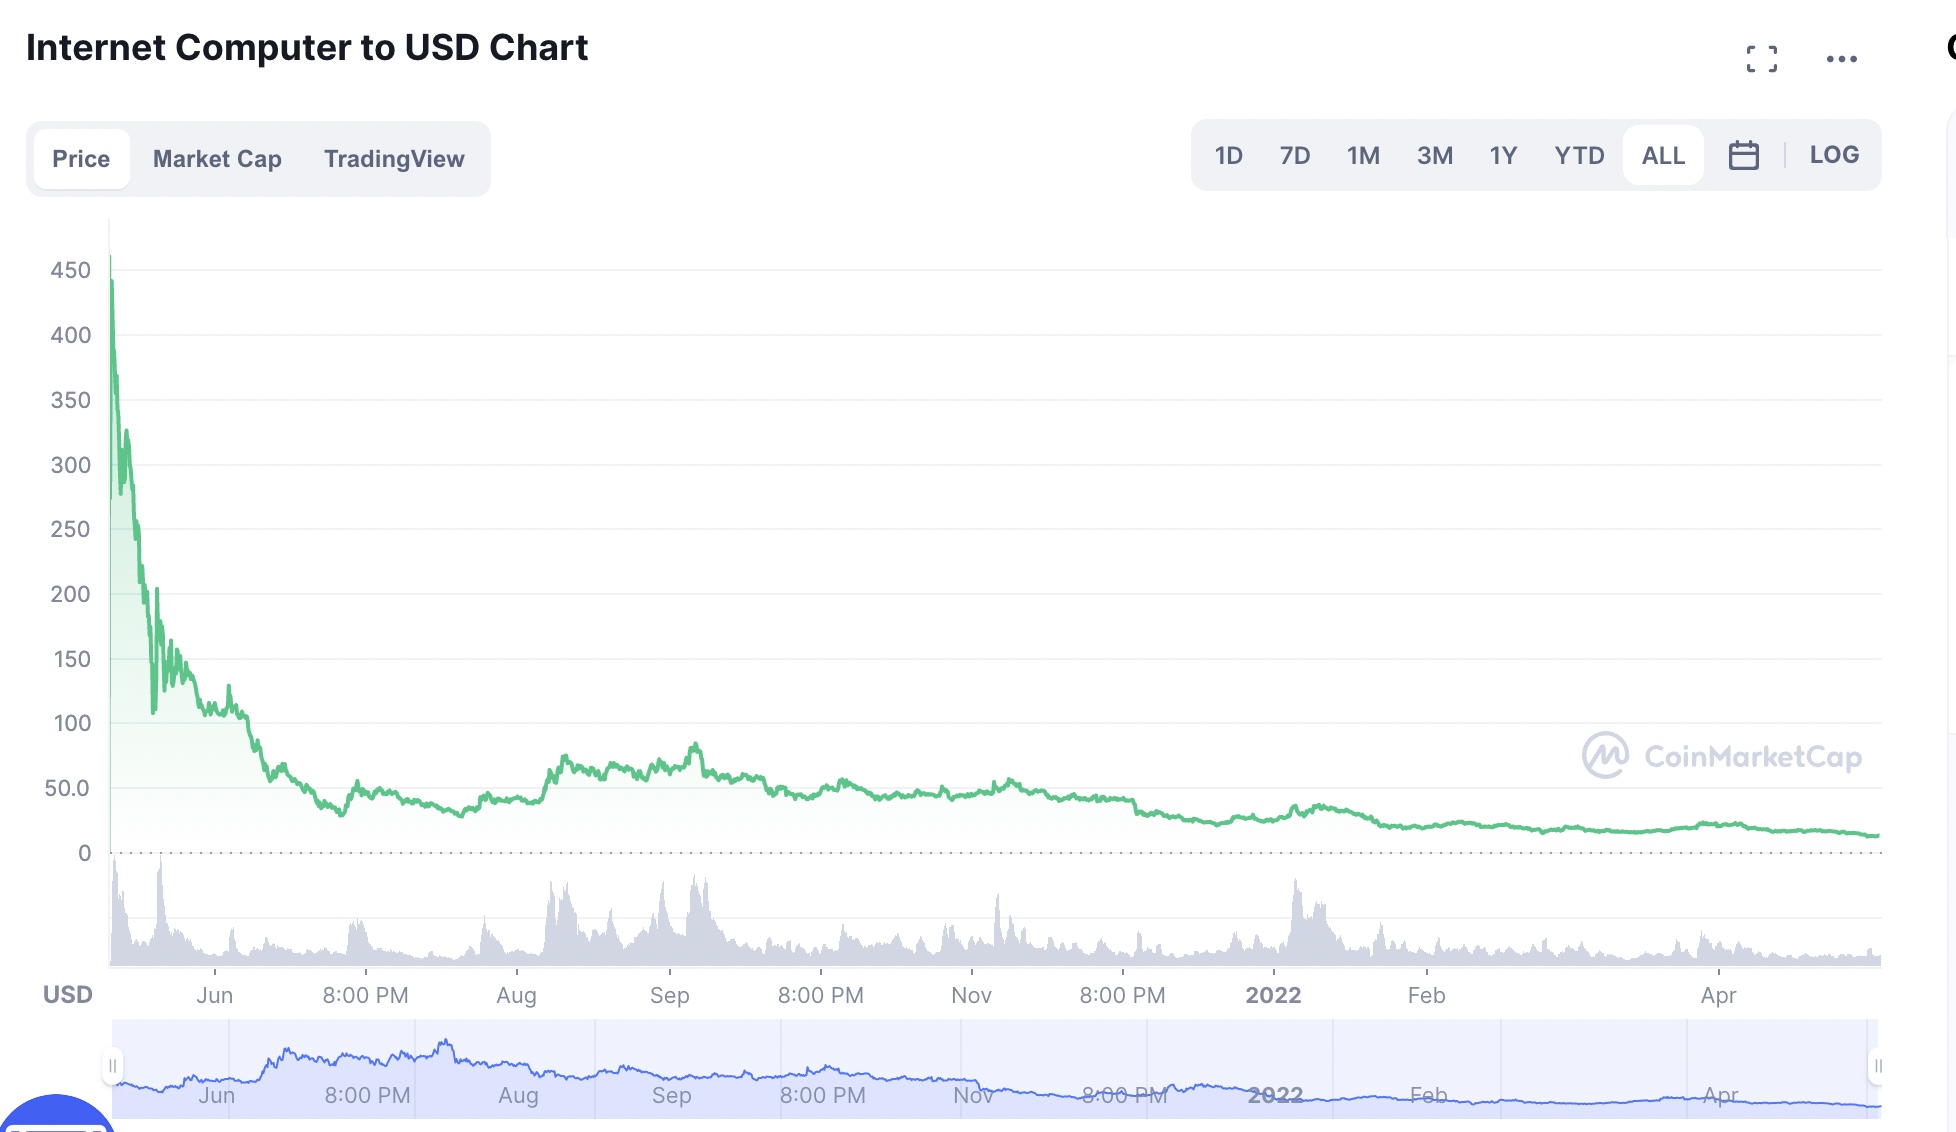 Internet Computer to USD Chart
Price Market Cap TradingView
1D 7D 1M 3M 1Y YTD ALL LOG
450
400
350
300
250
200
150
100
50.0
0
CoinMarketCap
USD Jun 8:00 PM Aug Sep 8:00 PM Nov 8:00 PM 2022 Feb Apr
Jun 8:00 PM Aug Sep 8:00 PM Nov 8:00 PM 2022 Feb Apr